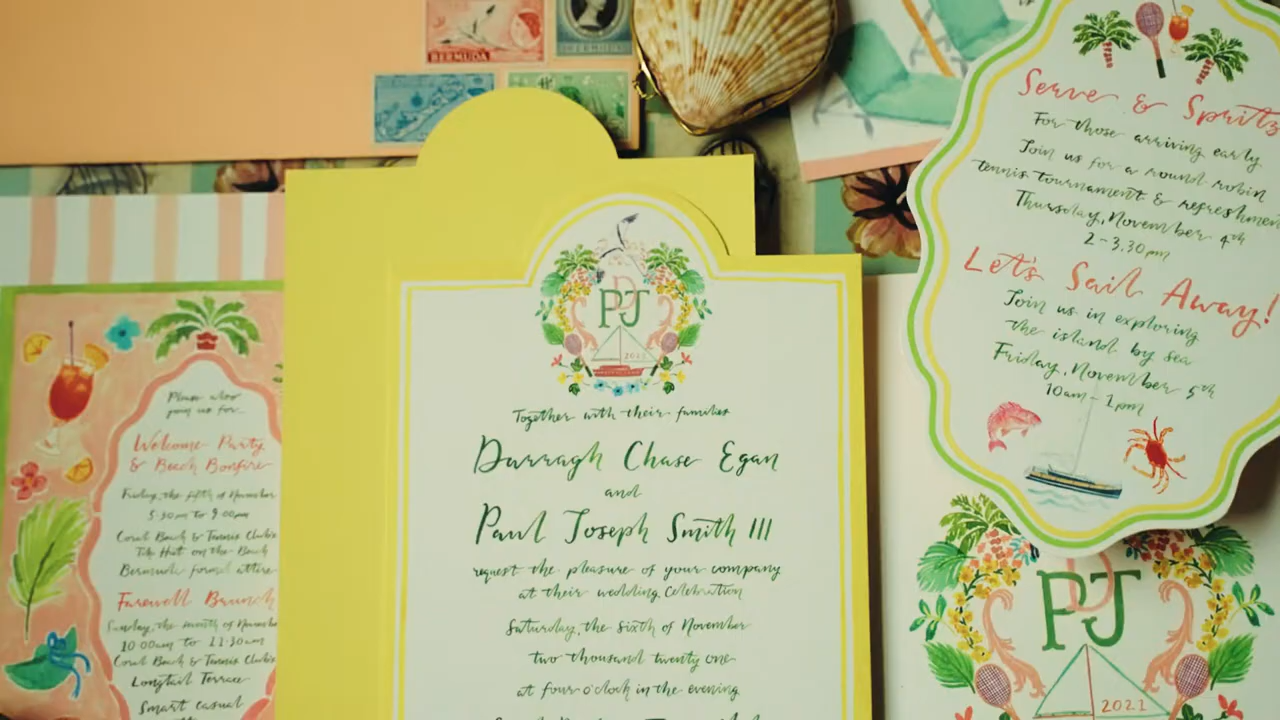 BERMUDA
BERMUDA
Serve & Spritz
For those arriving early
Join us for a round robin
tennis tournament & refreshmen
Thursday, November 4th
2-3.30pm
Let's Sail Away!
Join us in exploring
the island by sea
Friday, November 5th
10am - 1pm
PDJ
2021
Together with their families
Darragh Chase Egan
and
Paul Joseph Smith III
request the pleasure of your company
at their wedding celebration
Saturday, the sixth of November
two thousand twenty one
at four o'clock in the evening
Please also
join us for...
Welcome Party
& Beach Bonfire
Friday, the fifth of November
5:30pm to 9:00pm
Coral Beach & Tennis Club's
Tiki Hut on the Beach
Bermuda formal attire
Farewell Brunch
Sunday, the seventh of November
10:00am to 11:30am
Coral Beach & Tennis Club's
Longtail Terrace
Smart casual
PDJ
2021